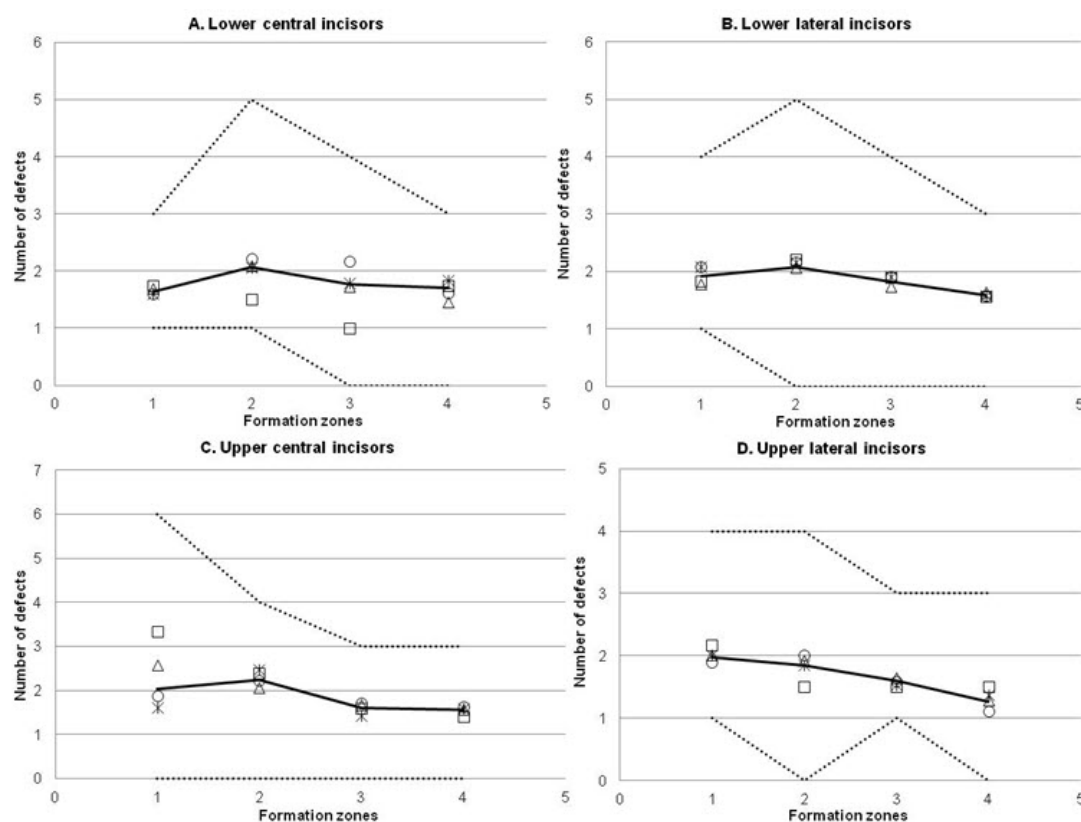 A. Lower central incisors
6
5
4
3
2
1
0
Number of defects
0 1 2 3 4 5
Formation zones
B. Lower lateral incisors
6
5
4
3
2
1
0
Number of defects
0 1 2 3 4 5
Formation zones
C. Upper central incisors
7
6
5
4
3
2
1
0
Number of defects
0 1 2 3 4 5
Formation zones
D. Upper lateral incisors
5
4
3
2
1
0
Number of defects
0 1 2 3 4 5
Formation zones